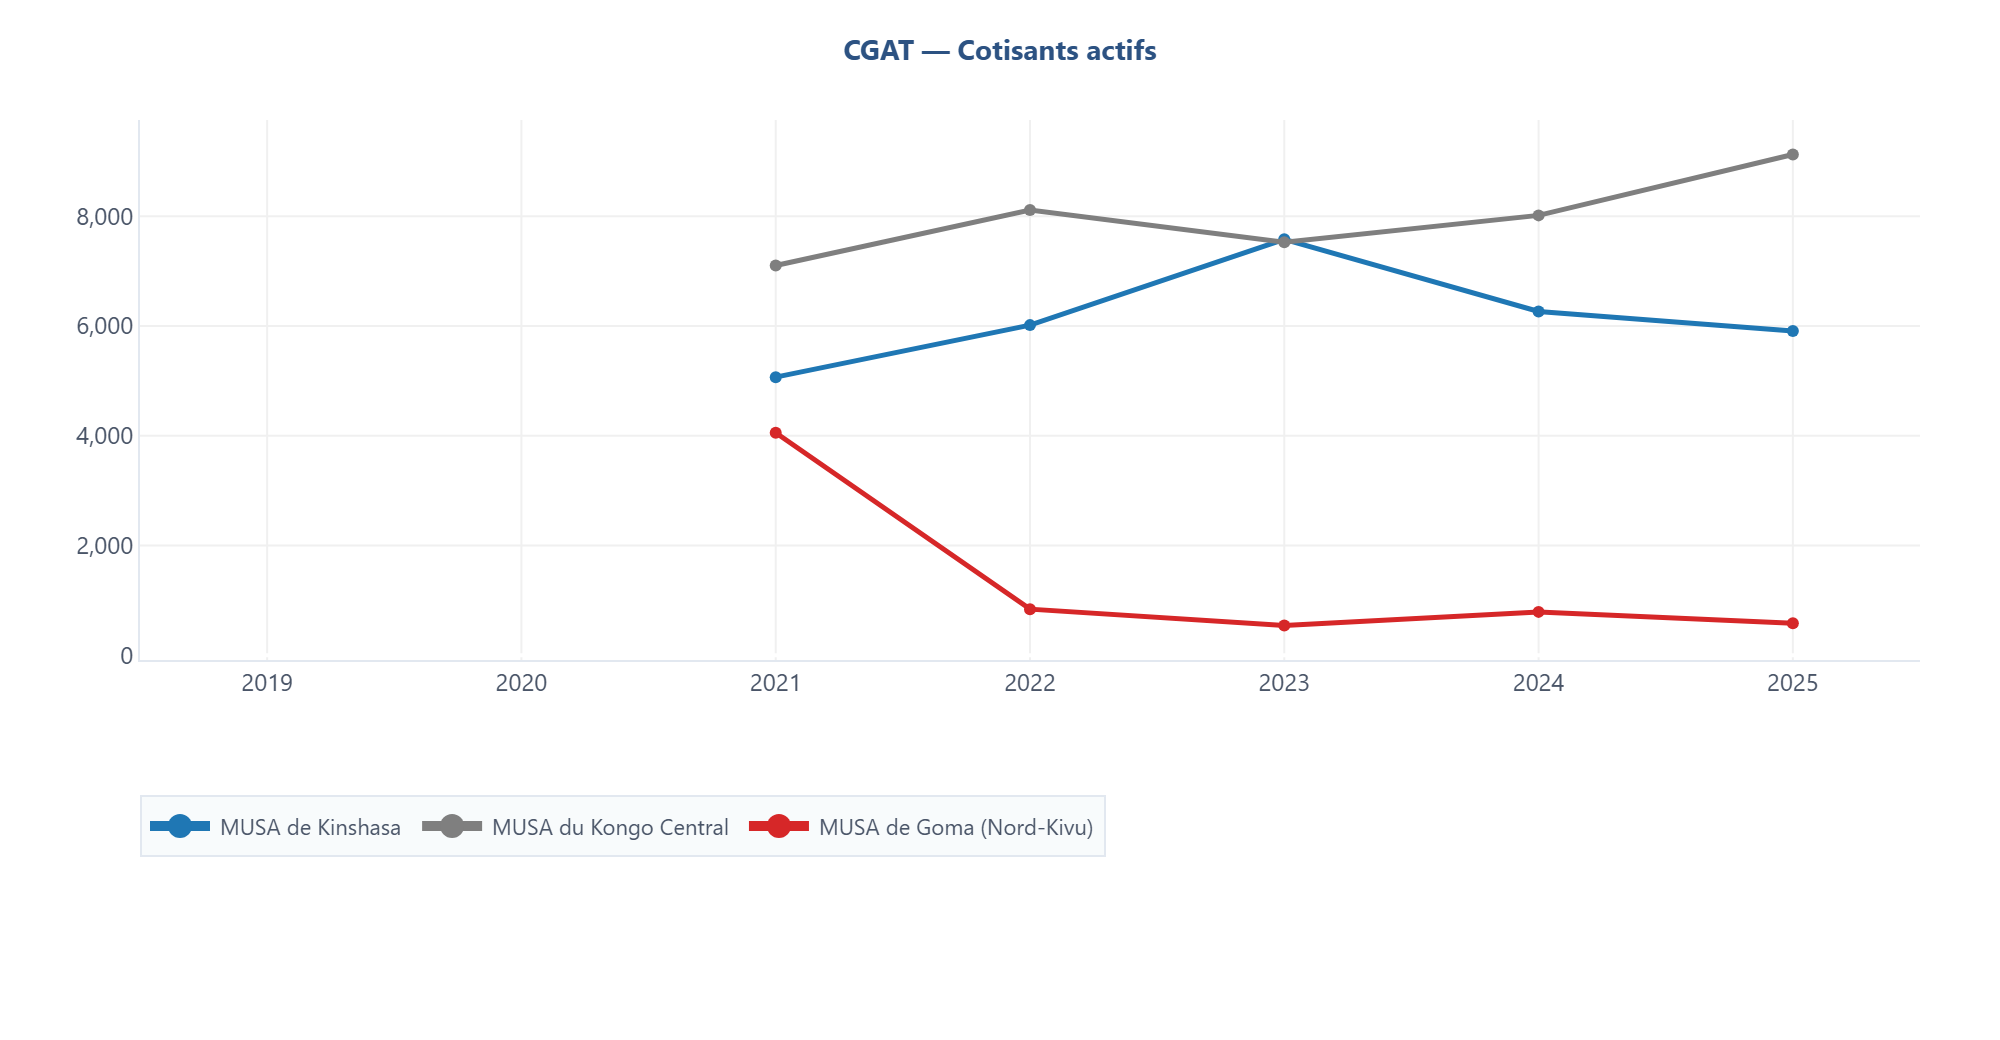 CGAT — Cotisants actifs
8,000
6,000
4,000
2,000
0
2019 2020 2021 2022 2023 2024 2025
MUSA de Kinshasa MUSA du Kongo Central MUSA de Goma (Nord-Kivu)